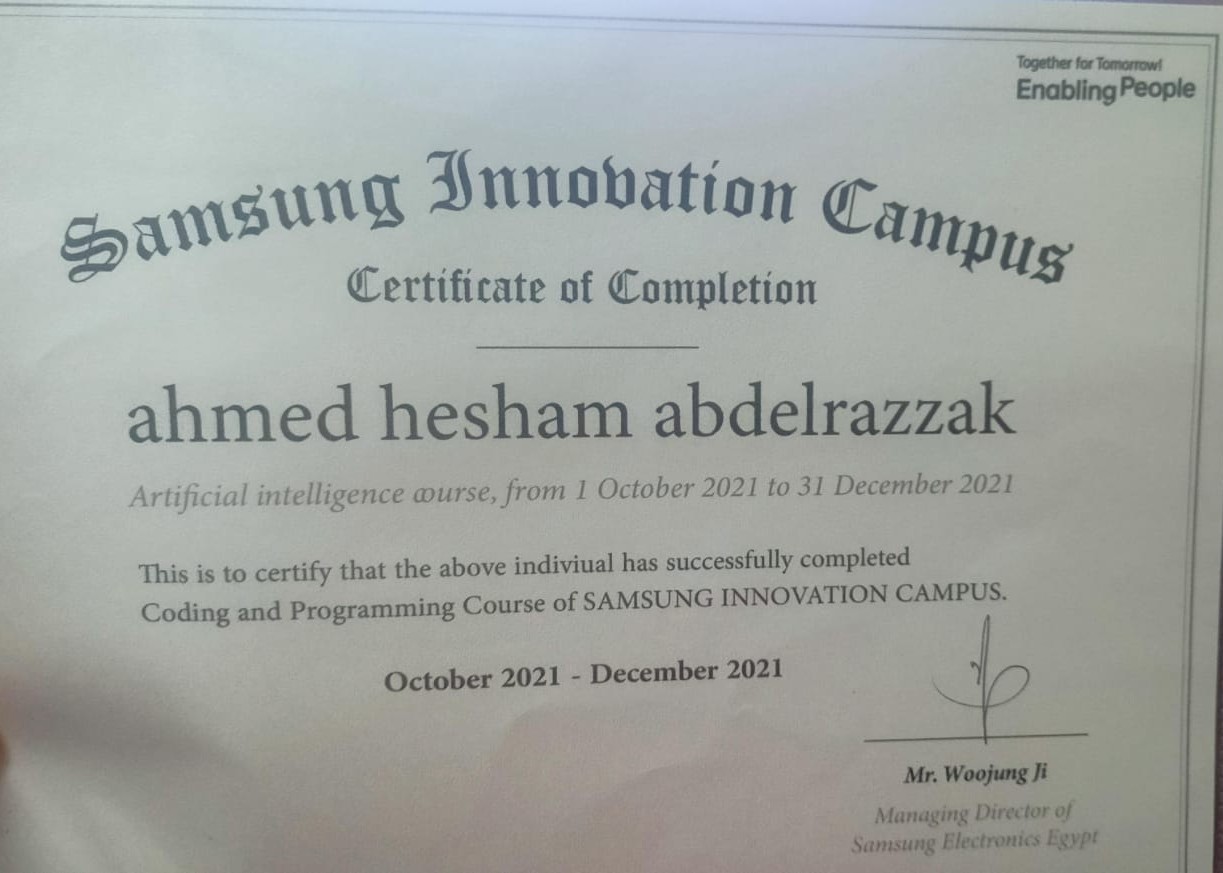 Together for Tomorrow!
Enabling People
Samsung Innovation Campus
Certificate of Completion
ahmed hesham abdelrazzak
Artificial intelligence course, from 1 October 2021 to 31 December 2021
This is to certify that the above indiviual has successfully completed
Coding and Programming Course of SAMSUNG INNOVATION CAMPUS.
October 2021 - December 2021
Mr. Woojung Ji
Managing Director of
Samsung Electronics Egypt